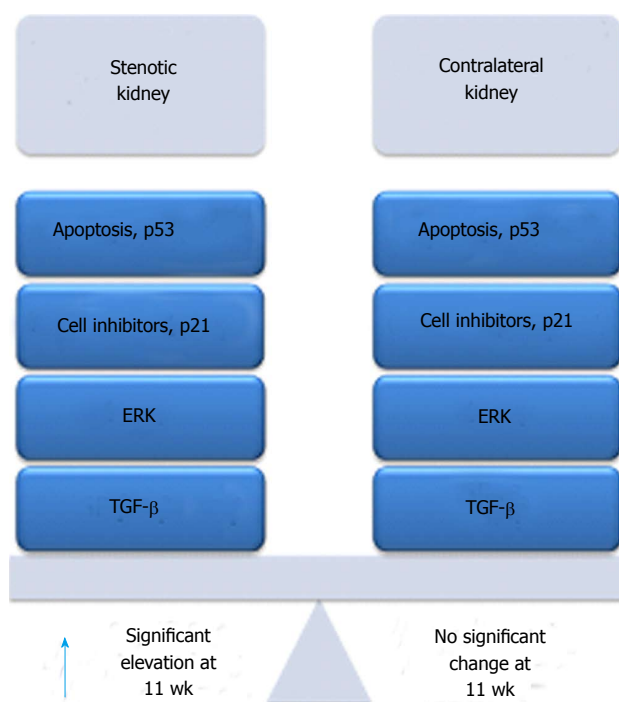 Stenotic
kidney
Contralateral
kidney
Apoptosis, p53
Apoptosis, p53
Cell inhibitors, p21
Cell inhibitors, p21
ERK
ERK
TGF-β
TGF-β
Significant
elevation at
11 wk
No significant
change at
11 wk